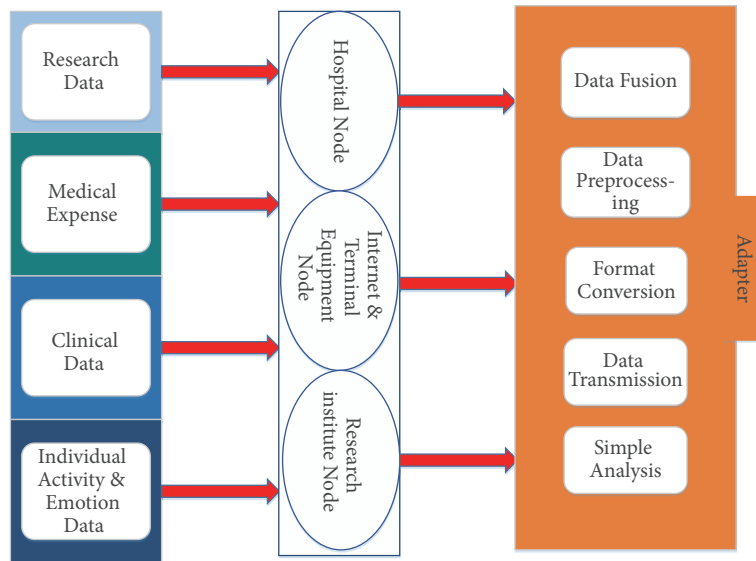 Research
Data
Medical
Expense
Clinical
Data
Individual
Activity &
Emotion
Data
Hospital Node
Internet &
Terminal
Equipment
Node
Research
institute Node
Data Fusion
Data
Preprocess-
ing
Format
Conversion
Data
Transmission
Simple
Analysis
Adapter